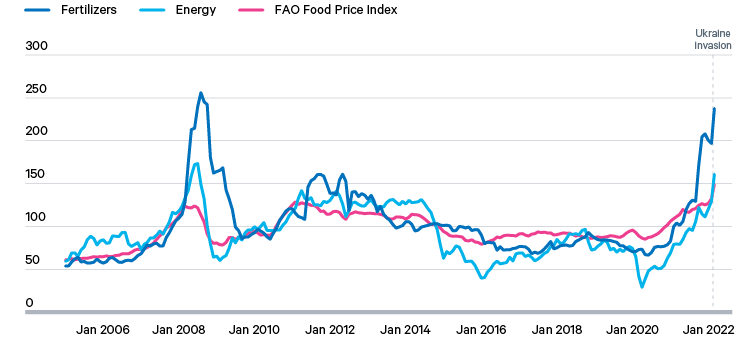 Fertilizers Energy FAO Food Price Index
Ukraine
invasion
300
250
200
150
100
50
0
Jan 2006 Jan 2008 Jan 2010 Jan 2012 Jan 2014 Jan 2016 Jan 2018 Jan 2020 Jan 2022